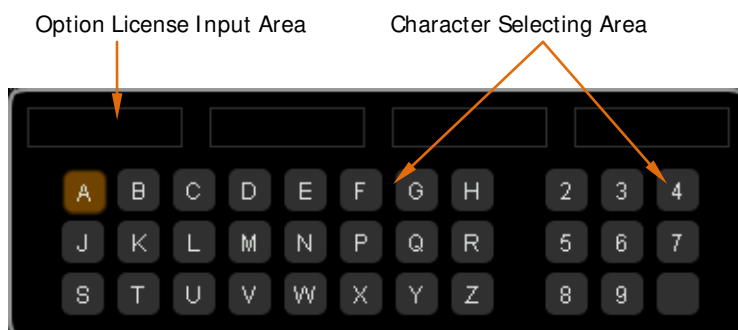 Option License Input Area Character Selecting Area
A B C D E F G H 2 3 4
J K L M N P Q R 5 6 7
S T U V W X Y Z 8 9